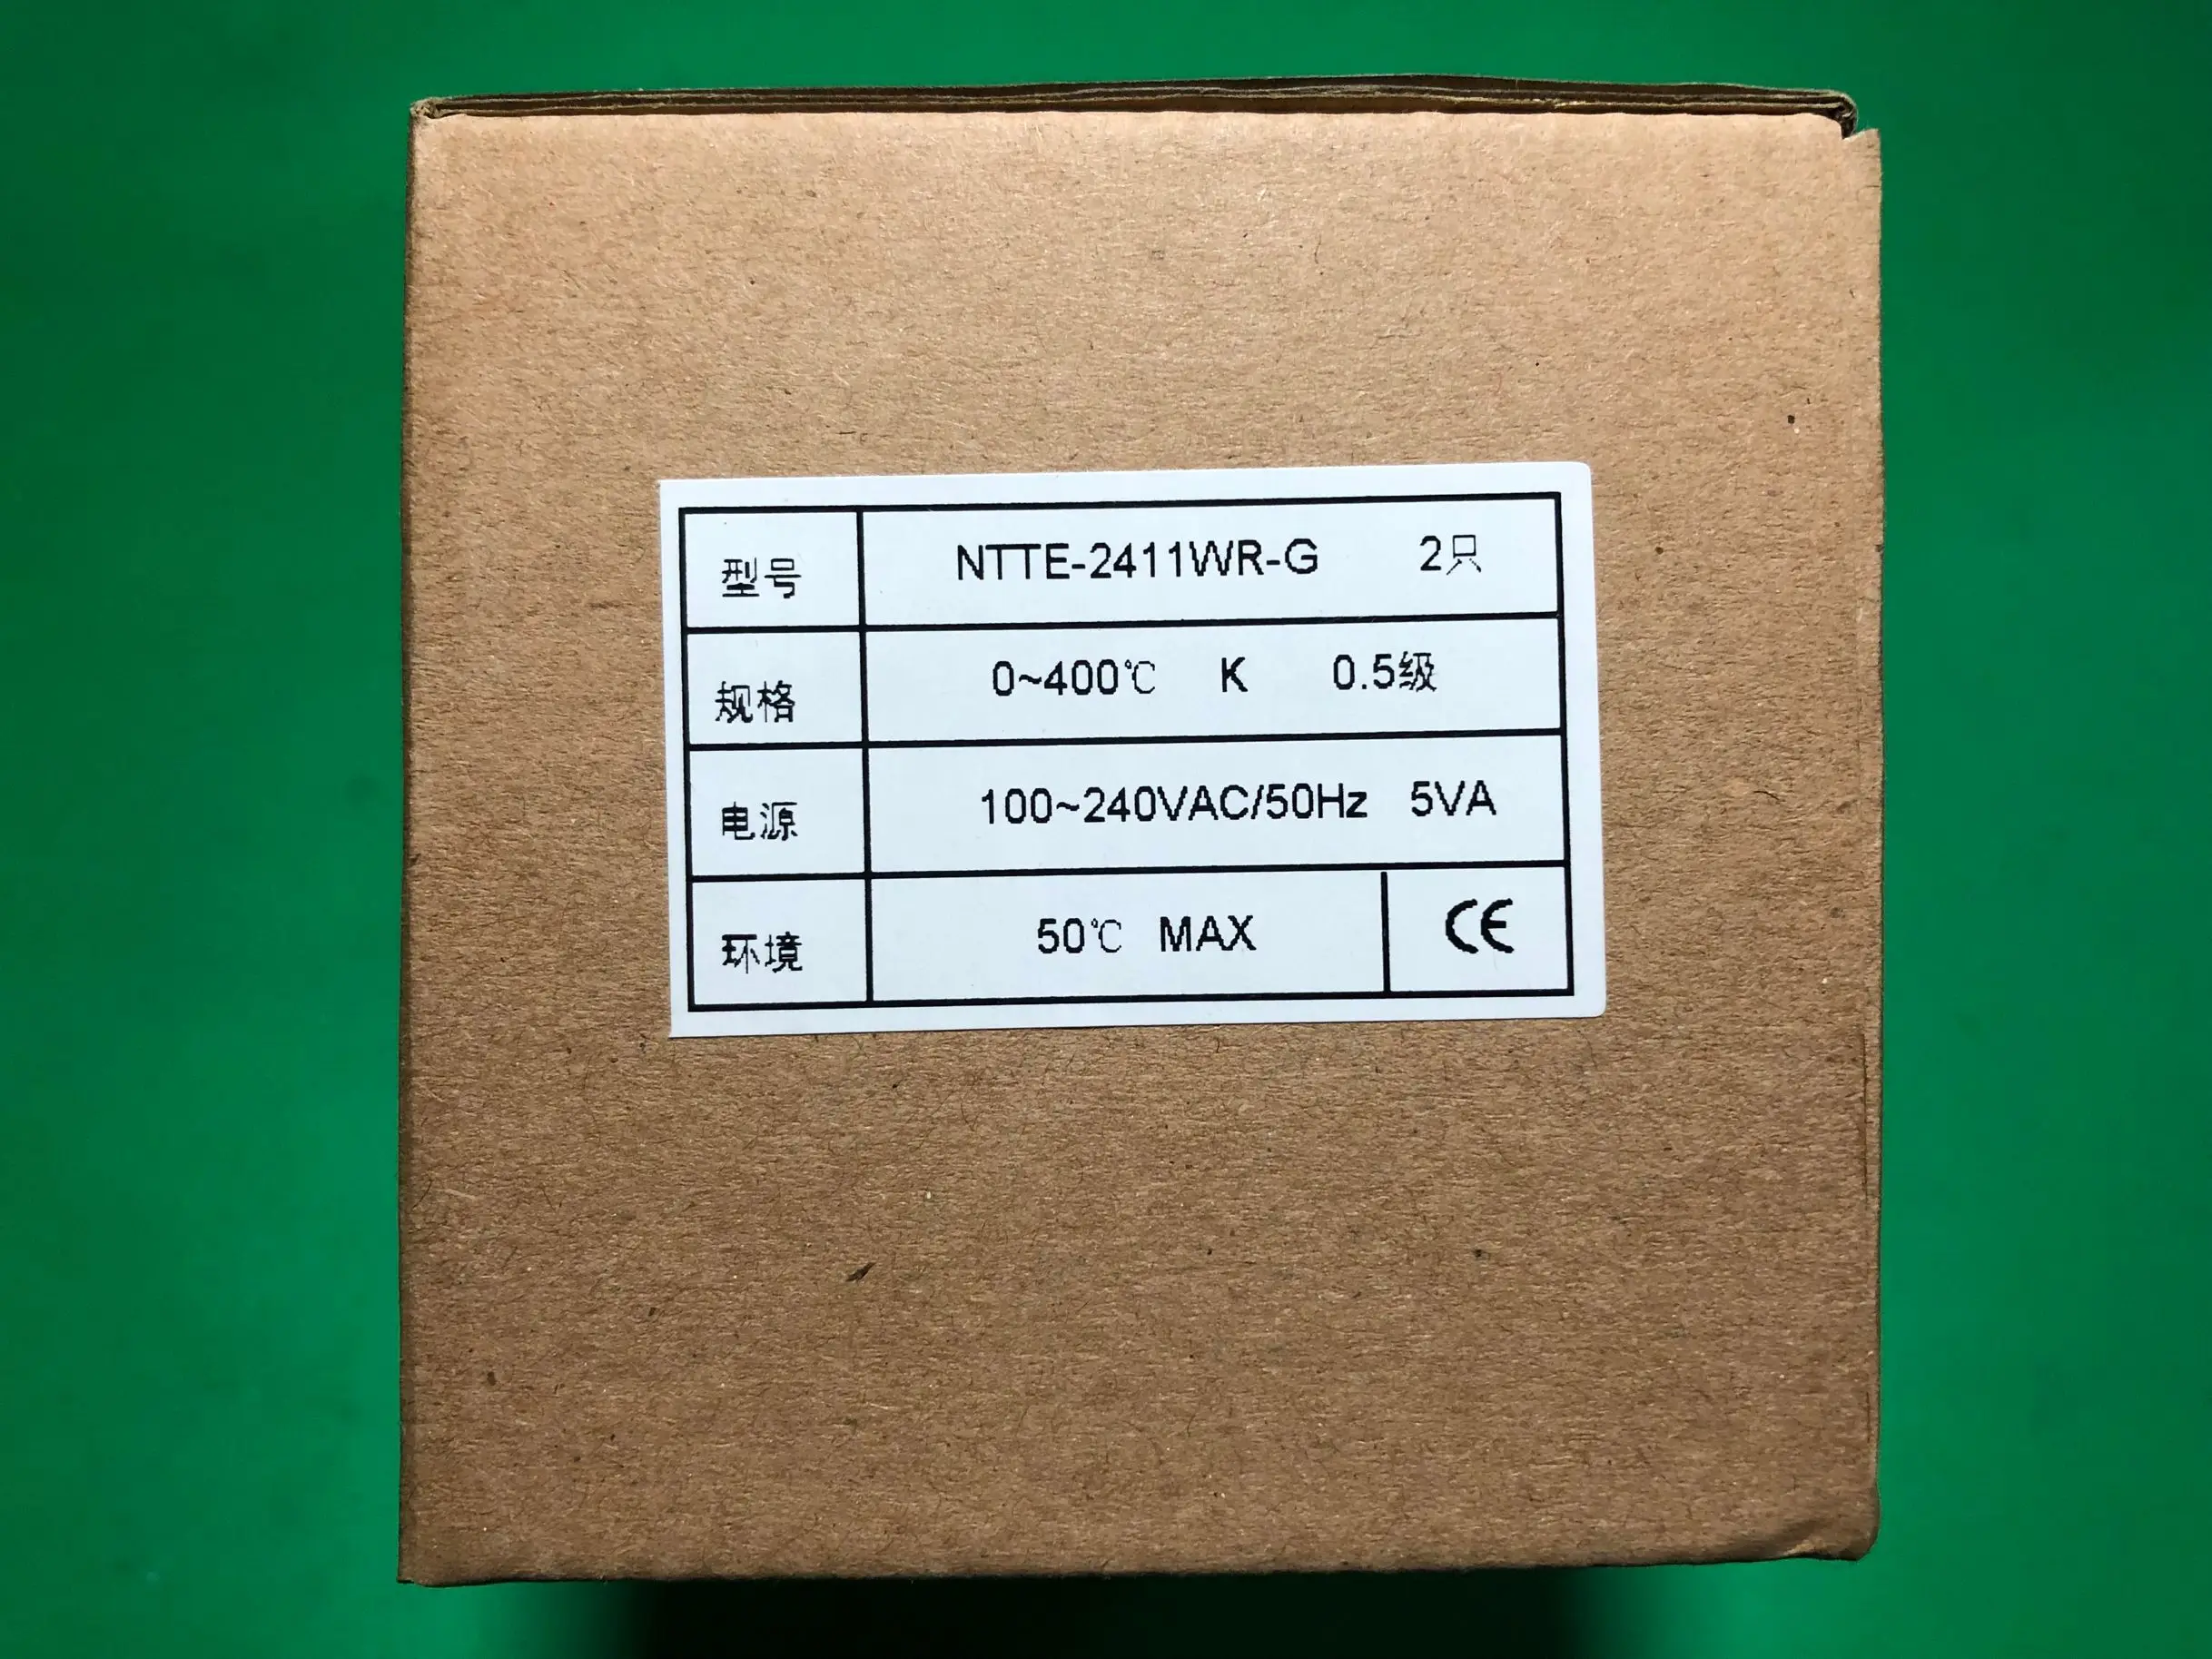 型号 NTTE-2411WR-G 2只
规格 0~400℃ K 0.5级
电源 100~240VAC/50Hz 5VA
环境 50℃ MAX CE